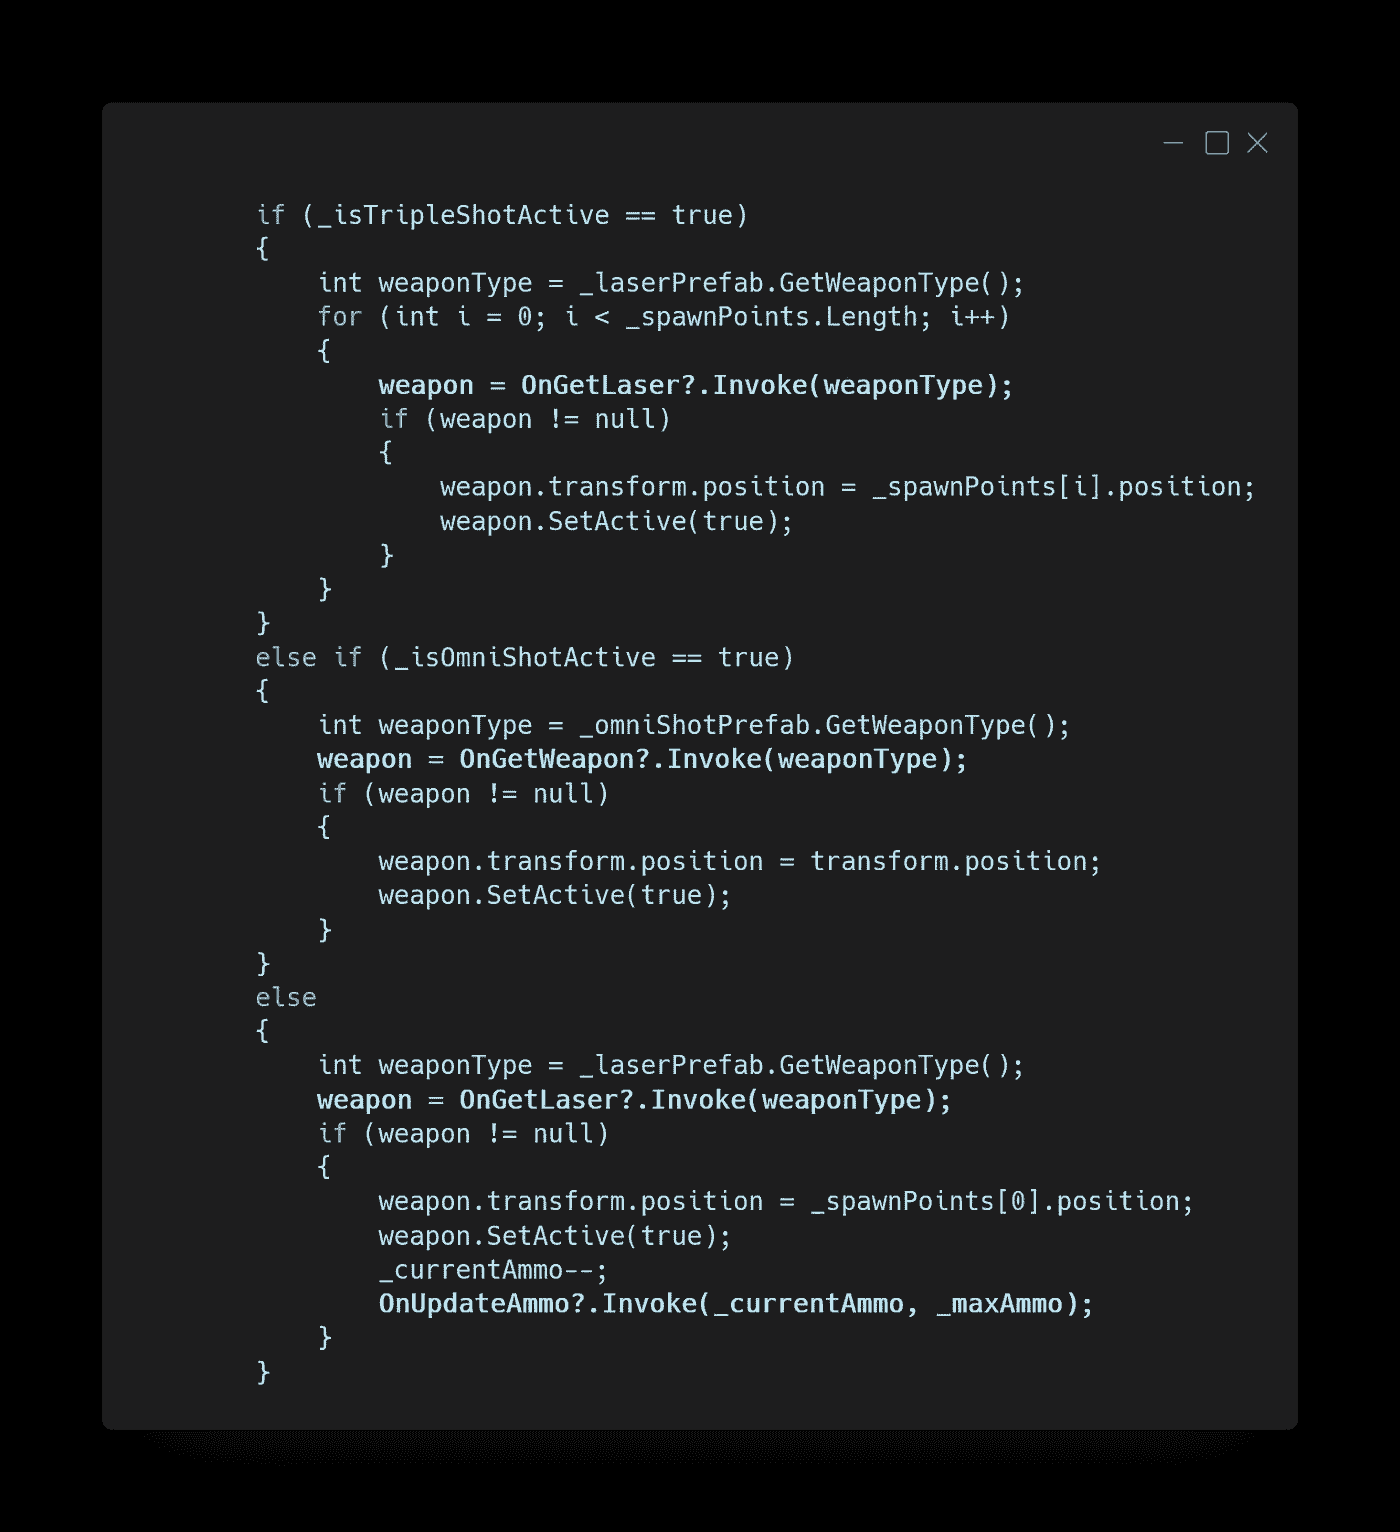 if (_isTripleShotActive == true)
{
    int weaponType = _laserPrefab.GetWeaponType();
    for (int i = 0; i < _spawnPoints.Length; i++)
    {
        weapon = OnGetLaser?.Invoke(weaponType);
        if (weapon != null)
        {
            weapon.transform.position = _spawnPoints[i].position;
            weapon.SetActive(true);
        }
    }
}
else if (_isOmniShotActive == true)
{
    int weaponType = _omniShotPrefab.GetWeaponType();
    weapon = OnGetWeapon?.Invoke(weaponType);
    if (weapon != null)
    {
        weapon.transform.position = transform.position;
        weapon.SetActive(true);
    }
}
else
{
    int weaponType = _laserPrefab.GetWeaponType();
    weapon = OnGetLaser?.Invoke(weaponType);
    if (weapon != null)
    {
        weapon.transform.position = _spawnPoints[0].position;
        weapon.SetActive(true);
        _currentAmmo--;
        OnUpdateAmmo?.Invoke(_currentAmmo, _maxAmmo);
    }
}